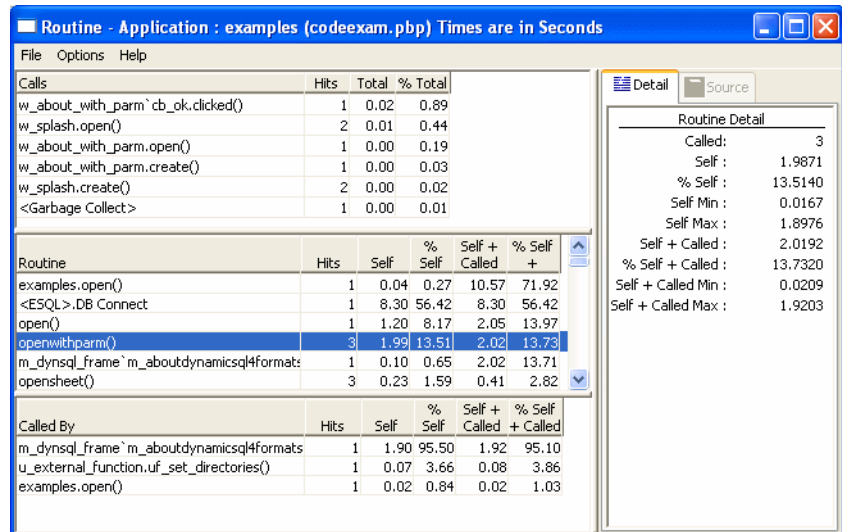 Routine - Application : examples (codeexam.pbp) Times are in Seconds
File Options Help
Calls Hits Total % Total
w_about_with_parm`cb_ok.clicked() 1 0.02 0.89
w_splash.open() 2 0.01 0.44
w_about_with_parm.open() 1 0.00 0.19
w_about_with_parm.create() 1 0.00 0.03
w_splash.create() 2 0.00 0.02
<Garbage Collect> 1 0.00 0.01
Routine Hits Self % Self Self + Called % Self +
examples.open() 1 0.04 0.27 10.57 71.92
<ESQL>.DB Connect 1 8.30 56.42 8.30 56.42
open() 1 1.20 8.17 2.05 13.97
openwithparm() 3 1.99 13.51 2.02 13.73
m_dynsql_frame`m_aboutdynamicsql4formats 1 0.10 0.65 2.02 13.71
opensheet() 3 0.23 1.59 0.41 2.82
Called By Hits Self % Self Self + Called % Self + Called
m_dynsql_frame`m_aboutdynamicsql4formats 1 1.90 95.50 1.92 95.10
u_external_function.uf_set_directories() 1 0.07 3.66 0.08 3.86
examples.open() 1 0.02 0.84 0.02 1.03
Detail Source
Routine Detail
Called: 3
Self : 1.9871
% Self : 13.5140
Self Min : 0.0167
Self Max : 1.8976
Self + Called : 2.0192
% Self + Called : 13.7320
Self + Called Min : 0.0209
Self + Called Max : 1.9203